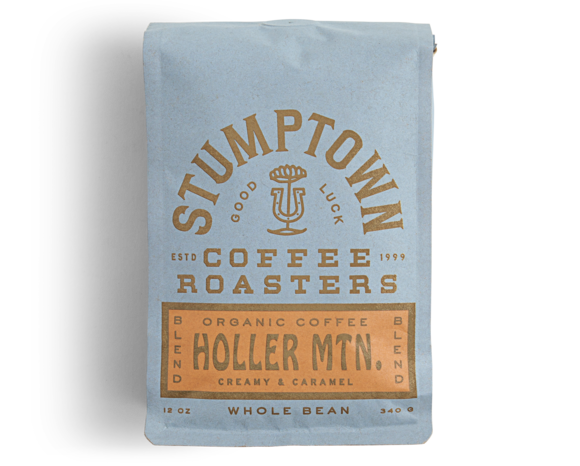 STUMPTOWN
GOOD LUCK
ESTD COFFEE 1999
ROASTERS
ORGANIC COFFEE
BLEND HOLLER MTN. BLEND
CREAMY & CARAMEL
12 OZ WHOLE BEAN 340 G